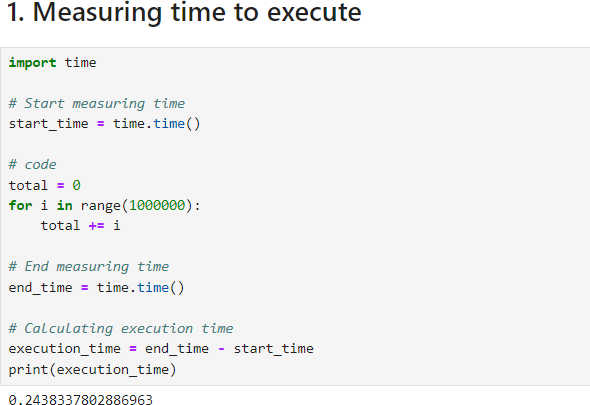 1. Measuring time to execute
import time
# Start measuring time
start_time = time.time()
# code
total = 0
for i in range(1000000):
    total += i
# End measuring time
end_time = time.time()
# Calculating execution time
execution_time = end_time - start_time
print(execution_time)
0.2438337802886963